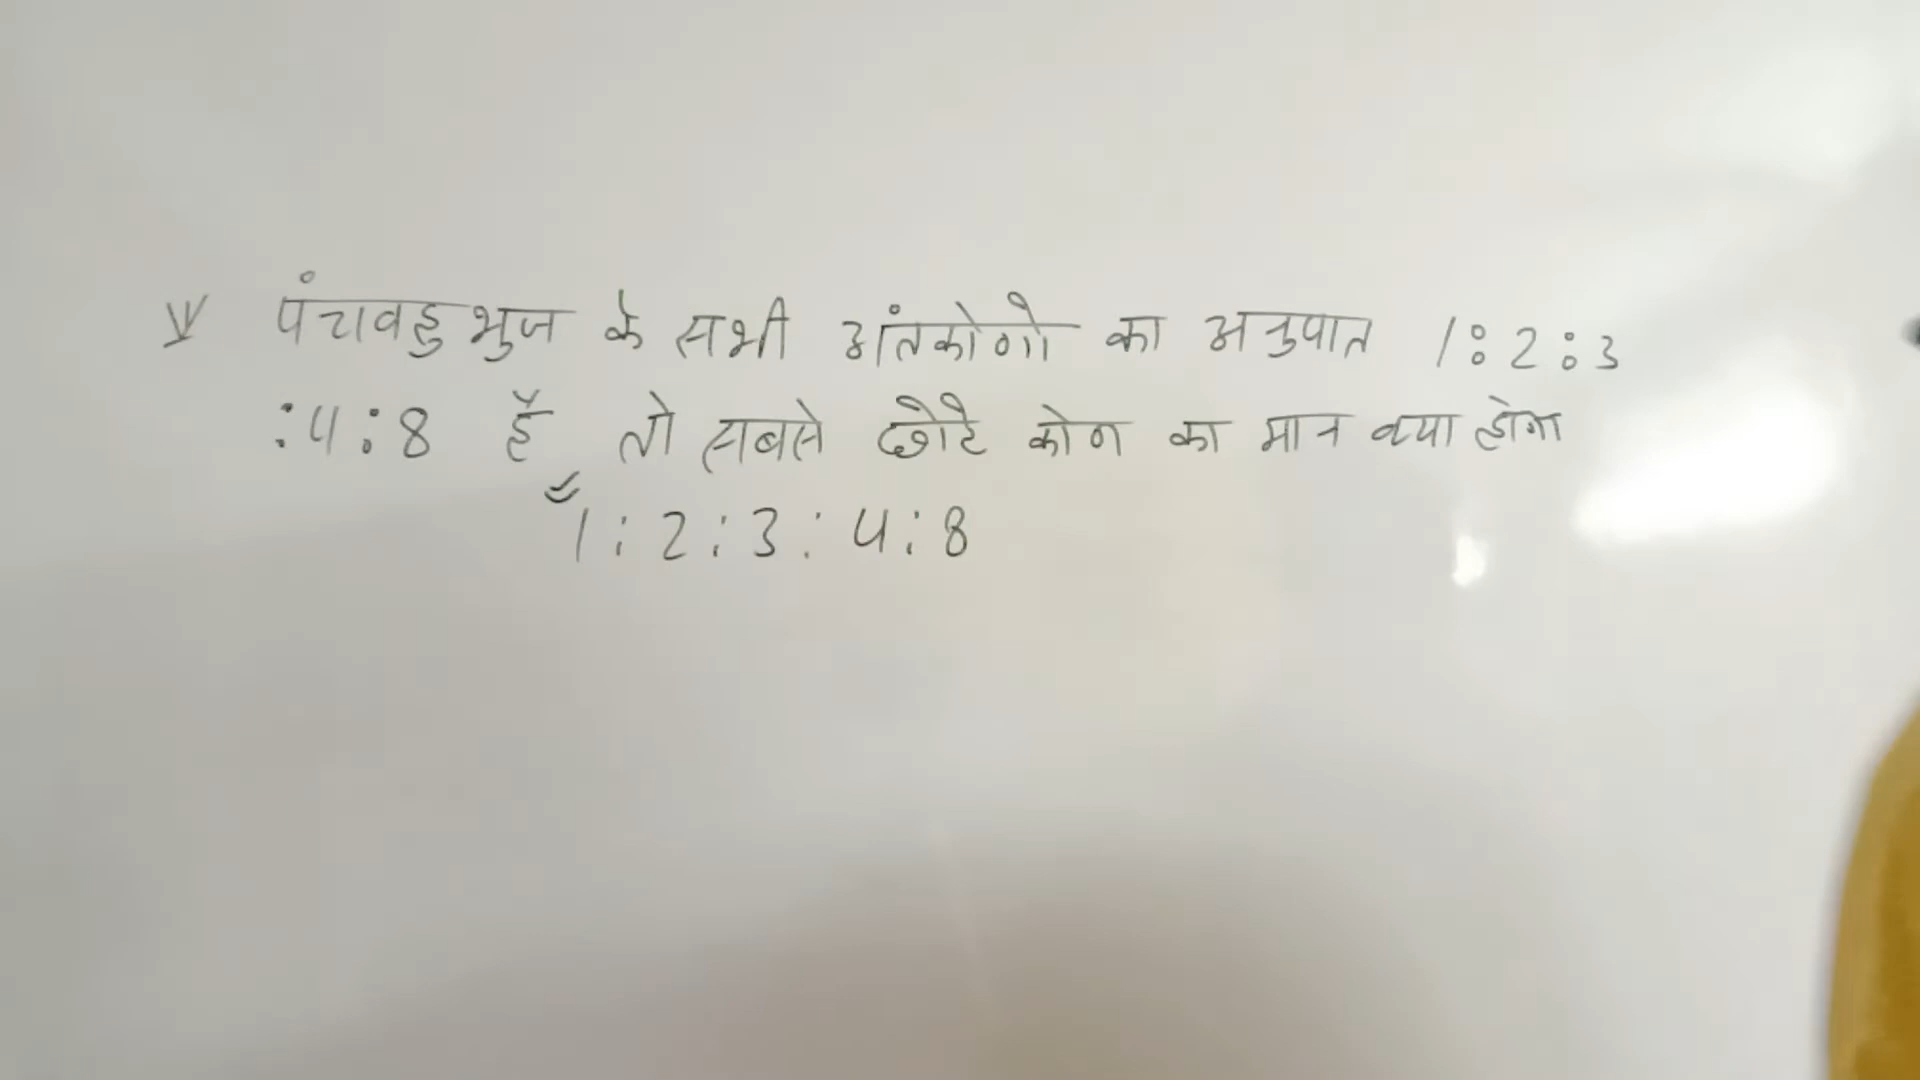 पंचावहुभुज के सभी अंतकोणो का अनुपात 1:2:3
:4:8 हैं तो सबसे छोटे कोण का मान क्या होगा
1:2:3:4:8